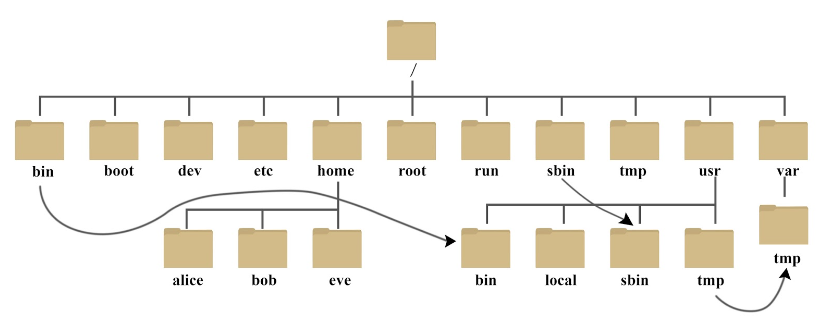 /
bin boot dev etc home root run sbin tmp usr var
alice bob eve bin local sbin tmp tmp